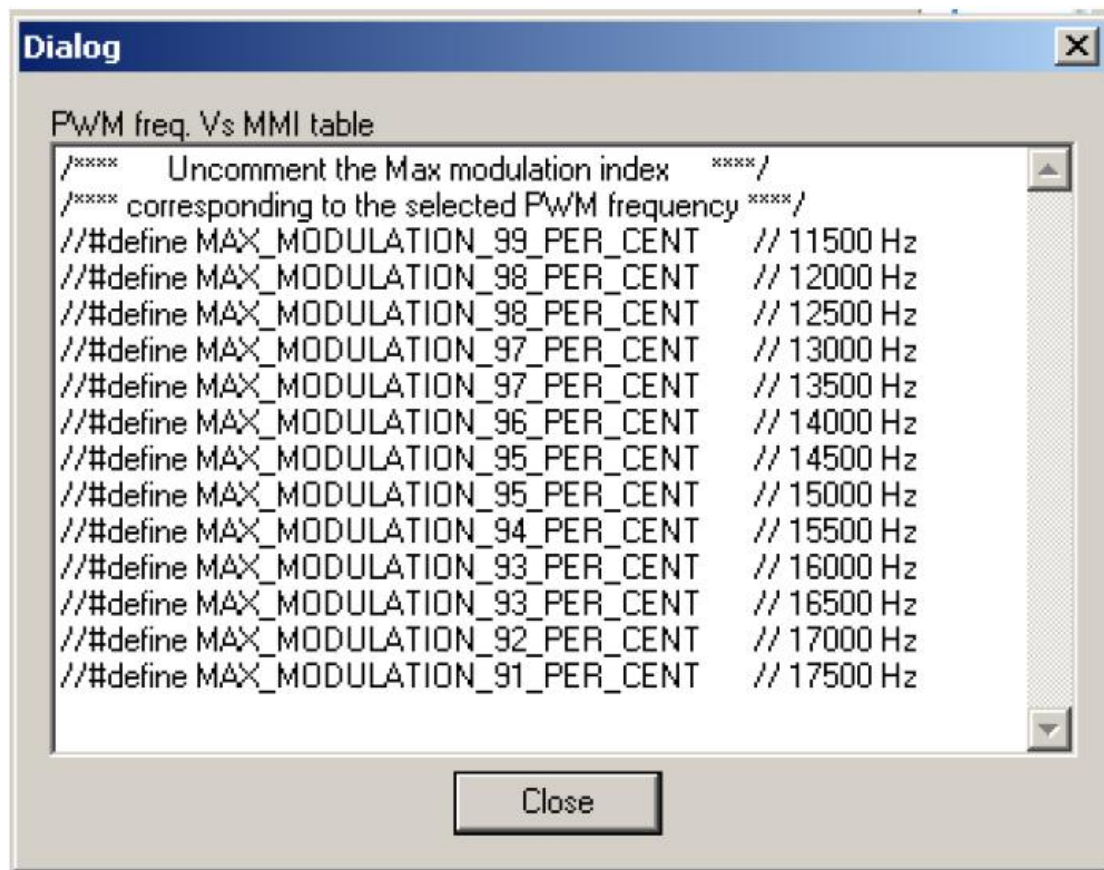 Dialog
PWM freq. Vs MMI table
/**** Uncomment the Max modulation index ****/
/**** corresponding to the selected PWM frequency ****/
//#define MAX_MODULATION_99_PER_CENT // 11500 Hz
//#define MAX_MODULATION_98_PER_CENT // 12000 Hz
//#define MAX_MODULATION_98_PER_CENT // 12500 Hz
//#define MAX_MODULATION_97_PER_CENT // 13000 Hz
//#define MAX_MODULATION_97_PER_CENT // 13500 Hz
//#define MAX_MODULATION_96_PER_CENT // 14000 Hz
//#define MAX_MODULATION_95_PER_CENT // 14500 Hz
//#define MAX_MODULATION_95_PER_CENT // 15000 Hz
//#define MAX_MODULATION_94_PER_CENT // 15500 Hz
//#define MAX_MODULATION_93_PER_CENT // 16000 Hz
//#define MAX_MODULATION_93_PER_CENT // 16500 Hz
//#define MAX_MODULATION_92_PER_CENT // 17000 Hz
//#define MAX_MODULATION_91_PER_CENT // 17500 Hz
Close